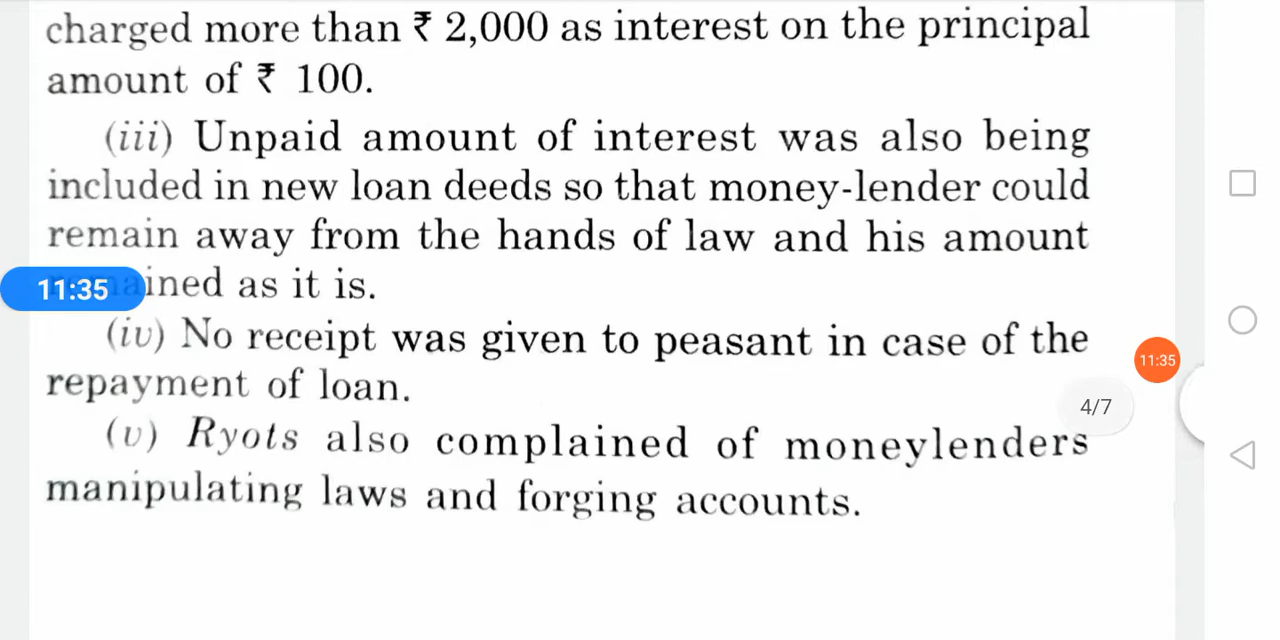 charged more than ₹ 2,000 as interest on the principal
amount of ₹ 100.
(iii) Unpaid amount of interest was also being
included in new loan deeds so that money-lender could
remain away from the hands of law and his amount
11:35 ained as it is.
(iv) No receipt was given to peasant in case of the
repayment of loan.
11:35
4/7
(v) Ryots also complained of moneylenders
manipulating laws and forging accounts.